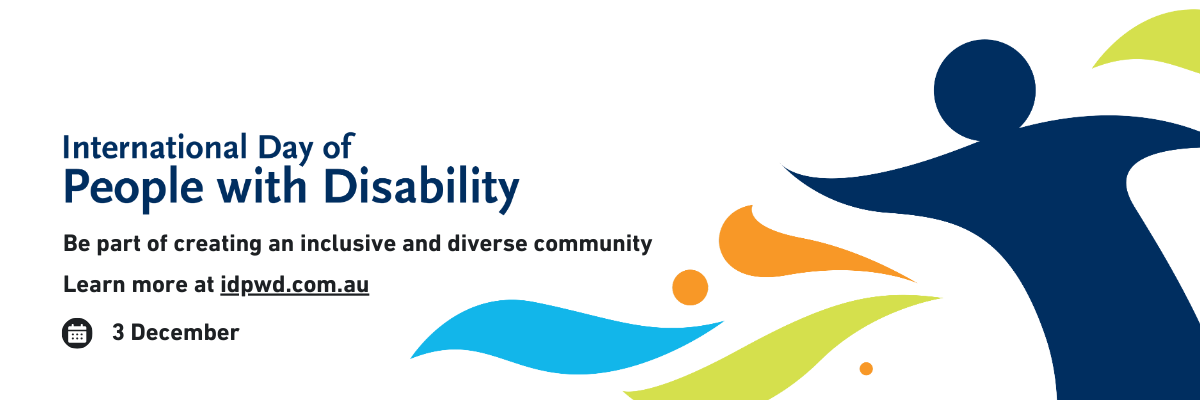 International Day of
People with Disability
Be part of creating an inclusive and diverse community
Learn more at idpwd.com.au
3 December